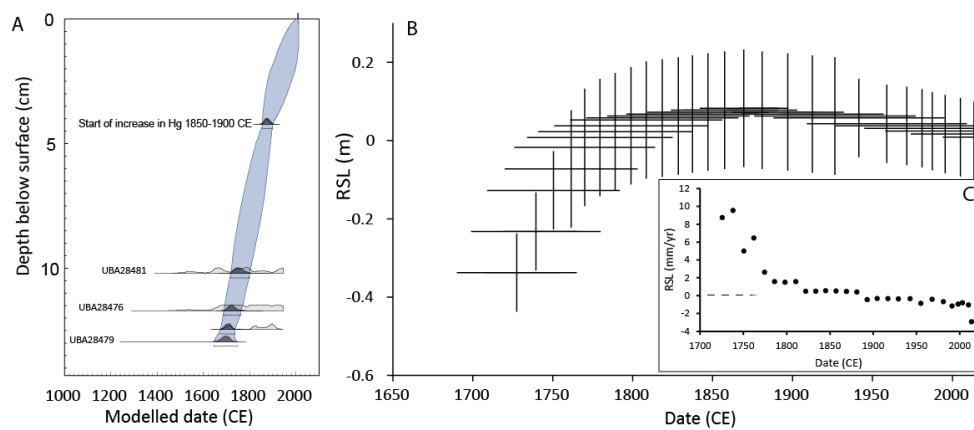 A
0
5
10
Depth below surface (cm)
Start of increase in Hg 1850-1900 CE
UBA28481
UBA28476
UBA28479
1000 1200 1400 1600 1800 2000
Modelled date (CE)
B
0.2
0
-0.2
-0.4
-0.6
RSL (m)
1650 1700 1750 1800 1850 1900 1950 2000
Date (CE)
C
12
10
8
6
4
2
0
-2
-4
RSL (mm/yr)
1700 1750 1800 1850 1900 1950 2000
Date (CE)